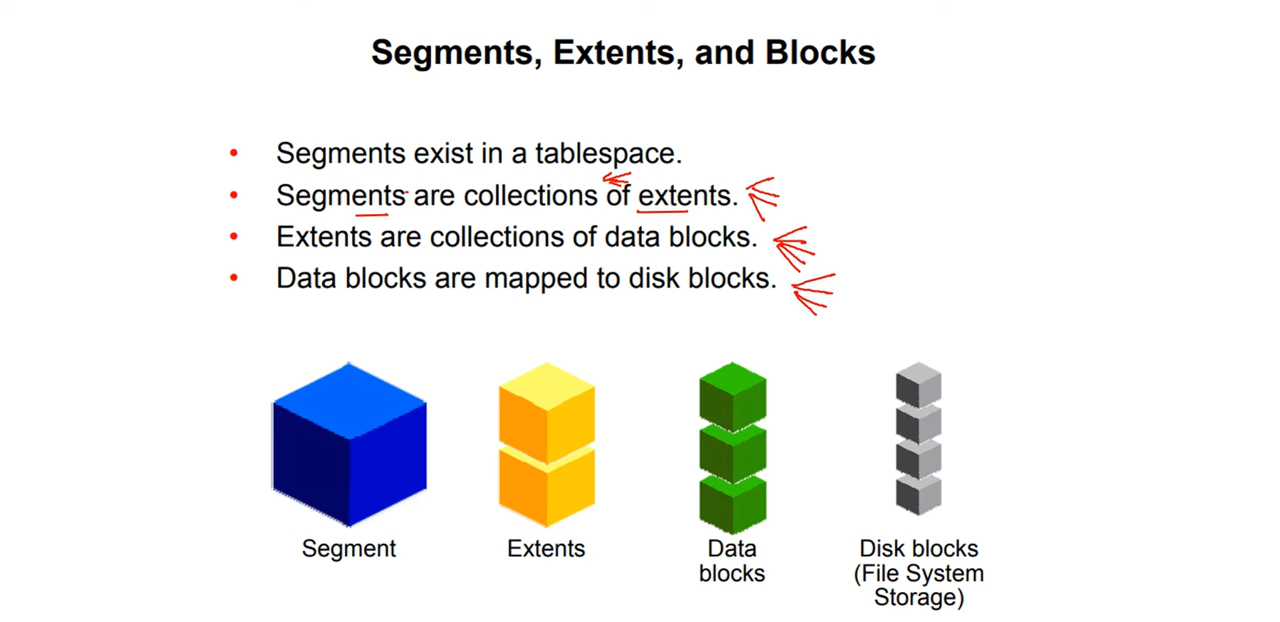 Segments, Extents, and Blocks
• Segments exist in a tablespace.
• Segments are collections of extents.
• Extents are collections of data blocks.
• Data blocks are mapped to disk blocks.
Segment
Extents
Data
blocks
Disk blocks
(File System
Storage)